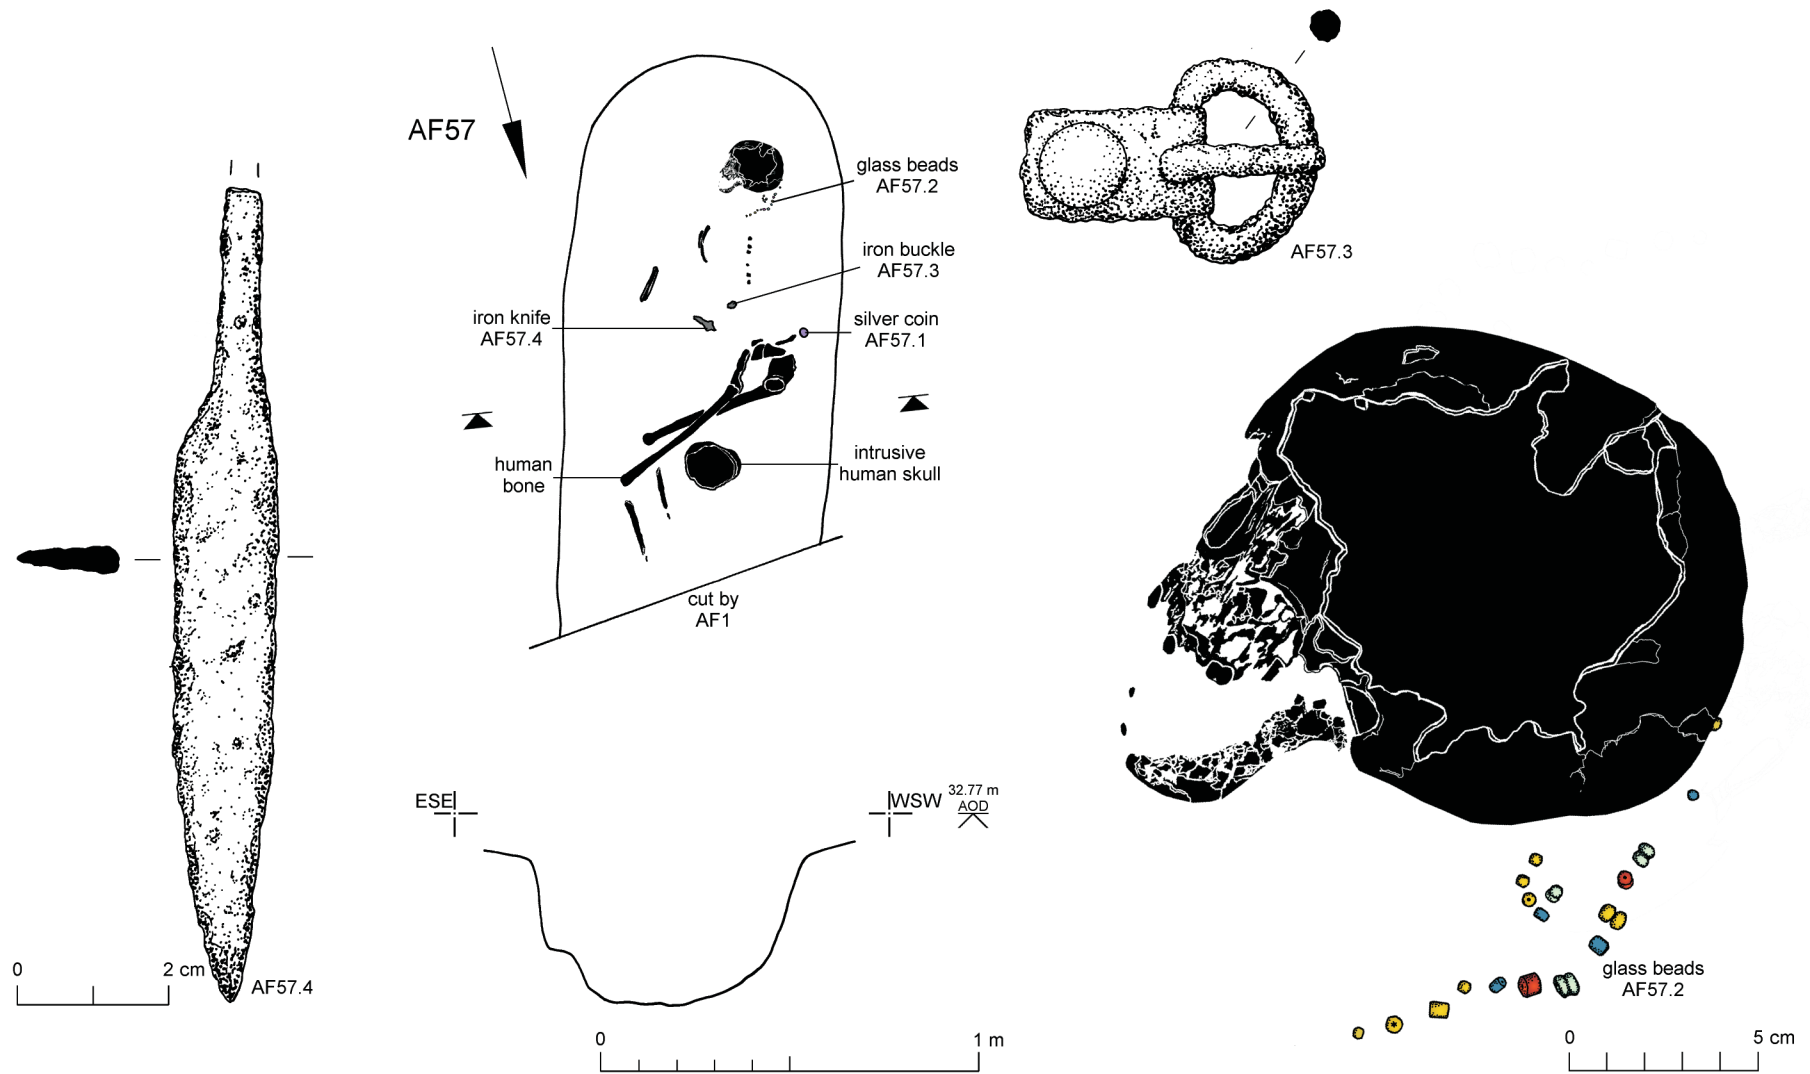 AF57
glass beads
AF57.2
iron buckle
AF57.3
iron knife
AF57.4
silver coin
AF57.1
human
bone
intrusive
human skull
cut by
AF1
AF57.3
ESE
WSW
32.77 m
AOD
0 2 cm
AF57.4
0 1 m
glass beads
AF57.2
0 5 cm